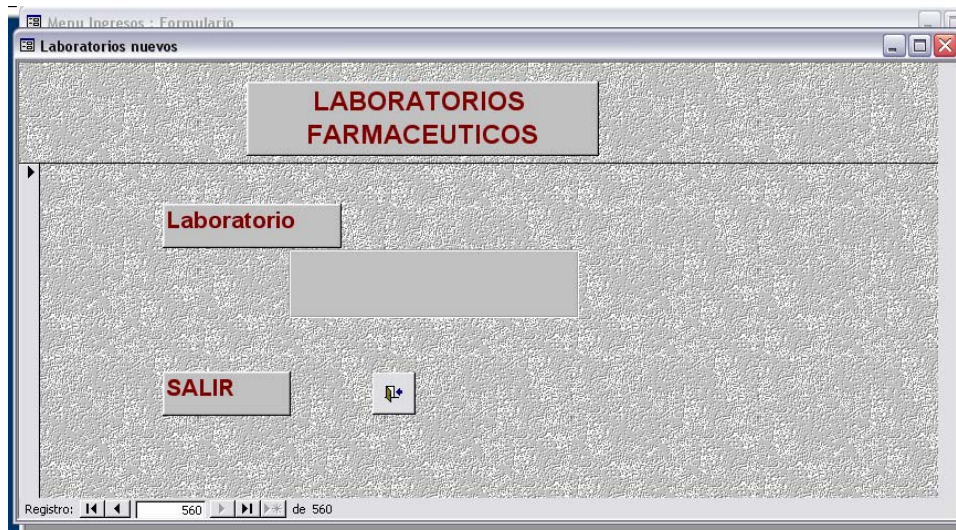 Menu Ingresos : Formulario
Laboratorios nuevos
LABORATORIOS
FARMACEUTICOS
Laboratorio
SALIR
Registro: 560 de 560